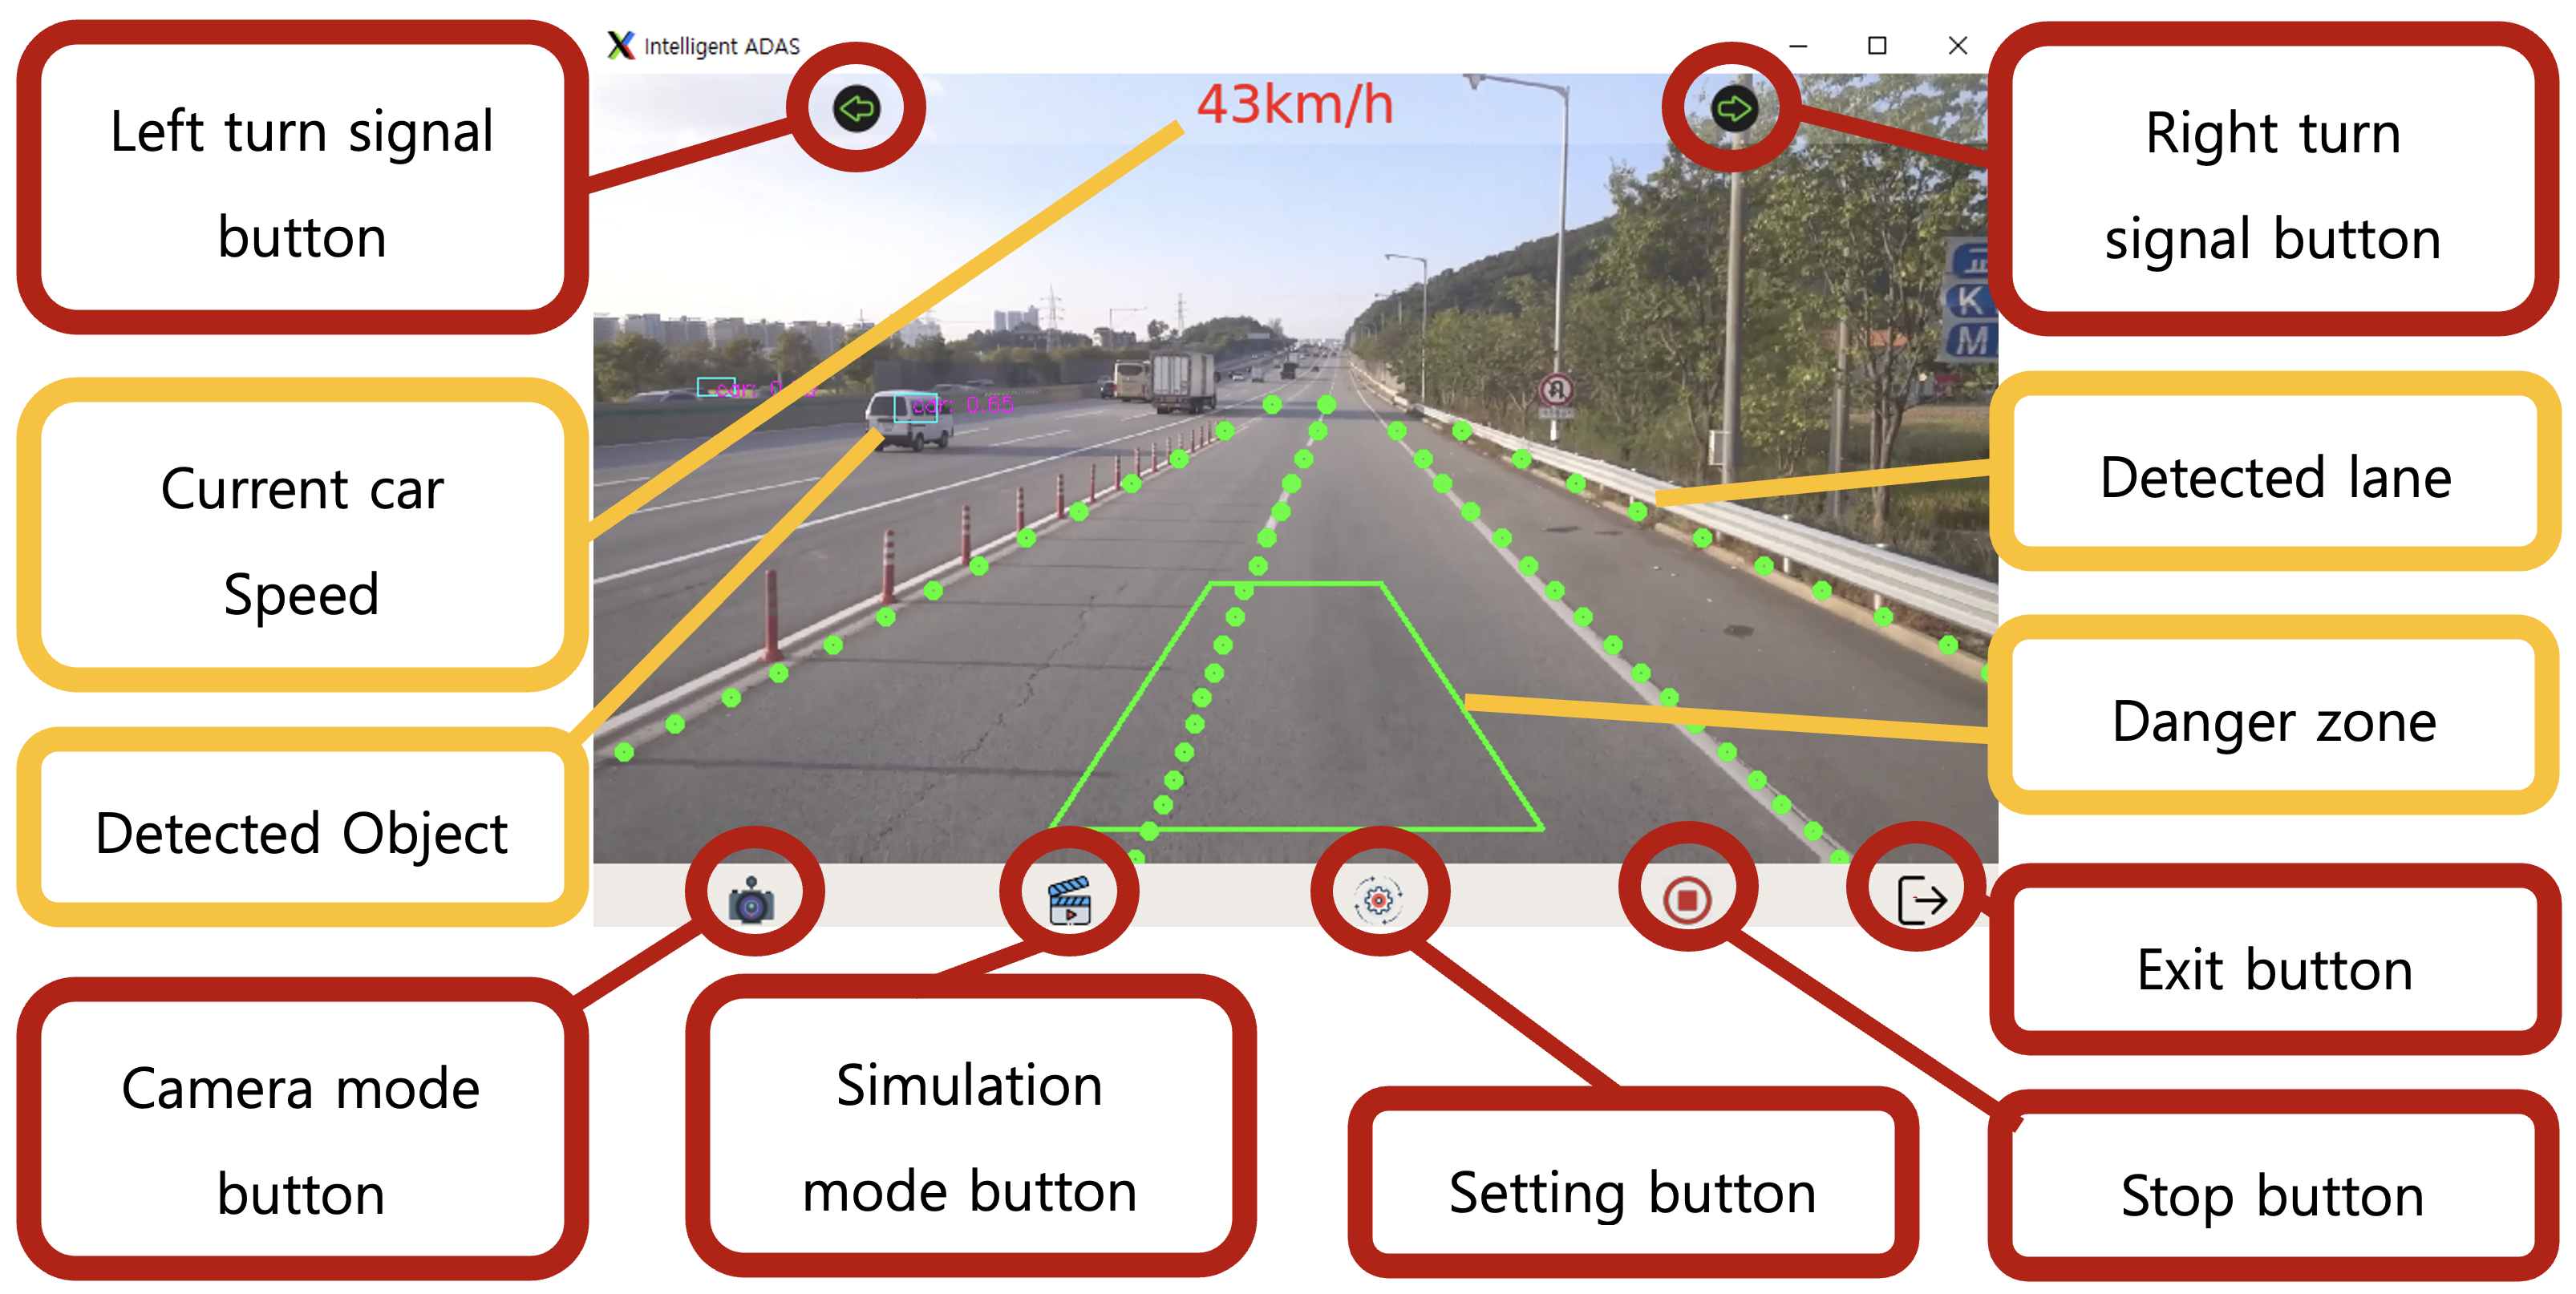 Intelligent ADAS
Left turn signal
button
43km/h
Right turn
signal button
K
M
car: 0.65
Current car
Speed
Detected lane
Danger zone
Detected Object
Exit button
Camera mode
button
Simulation
mode button
Setting button
Stop button